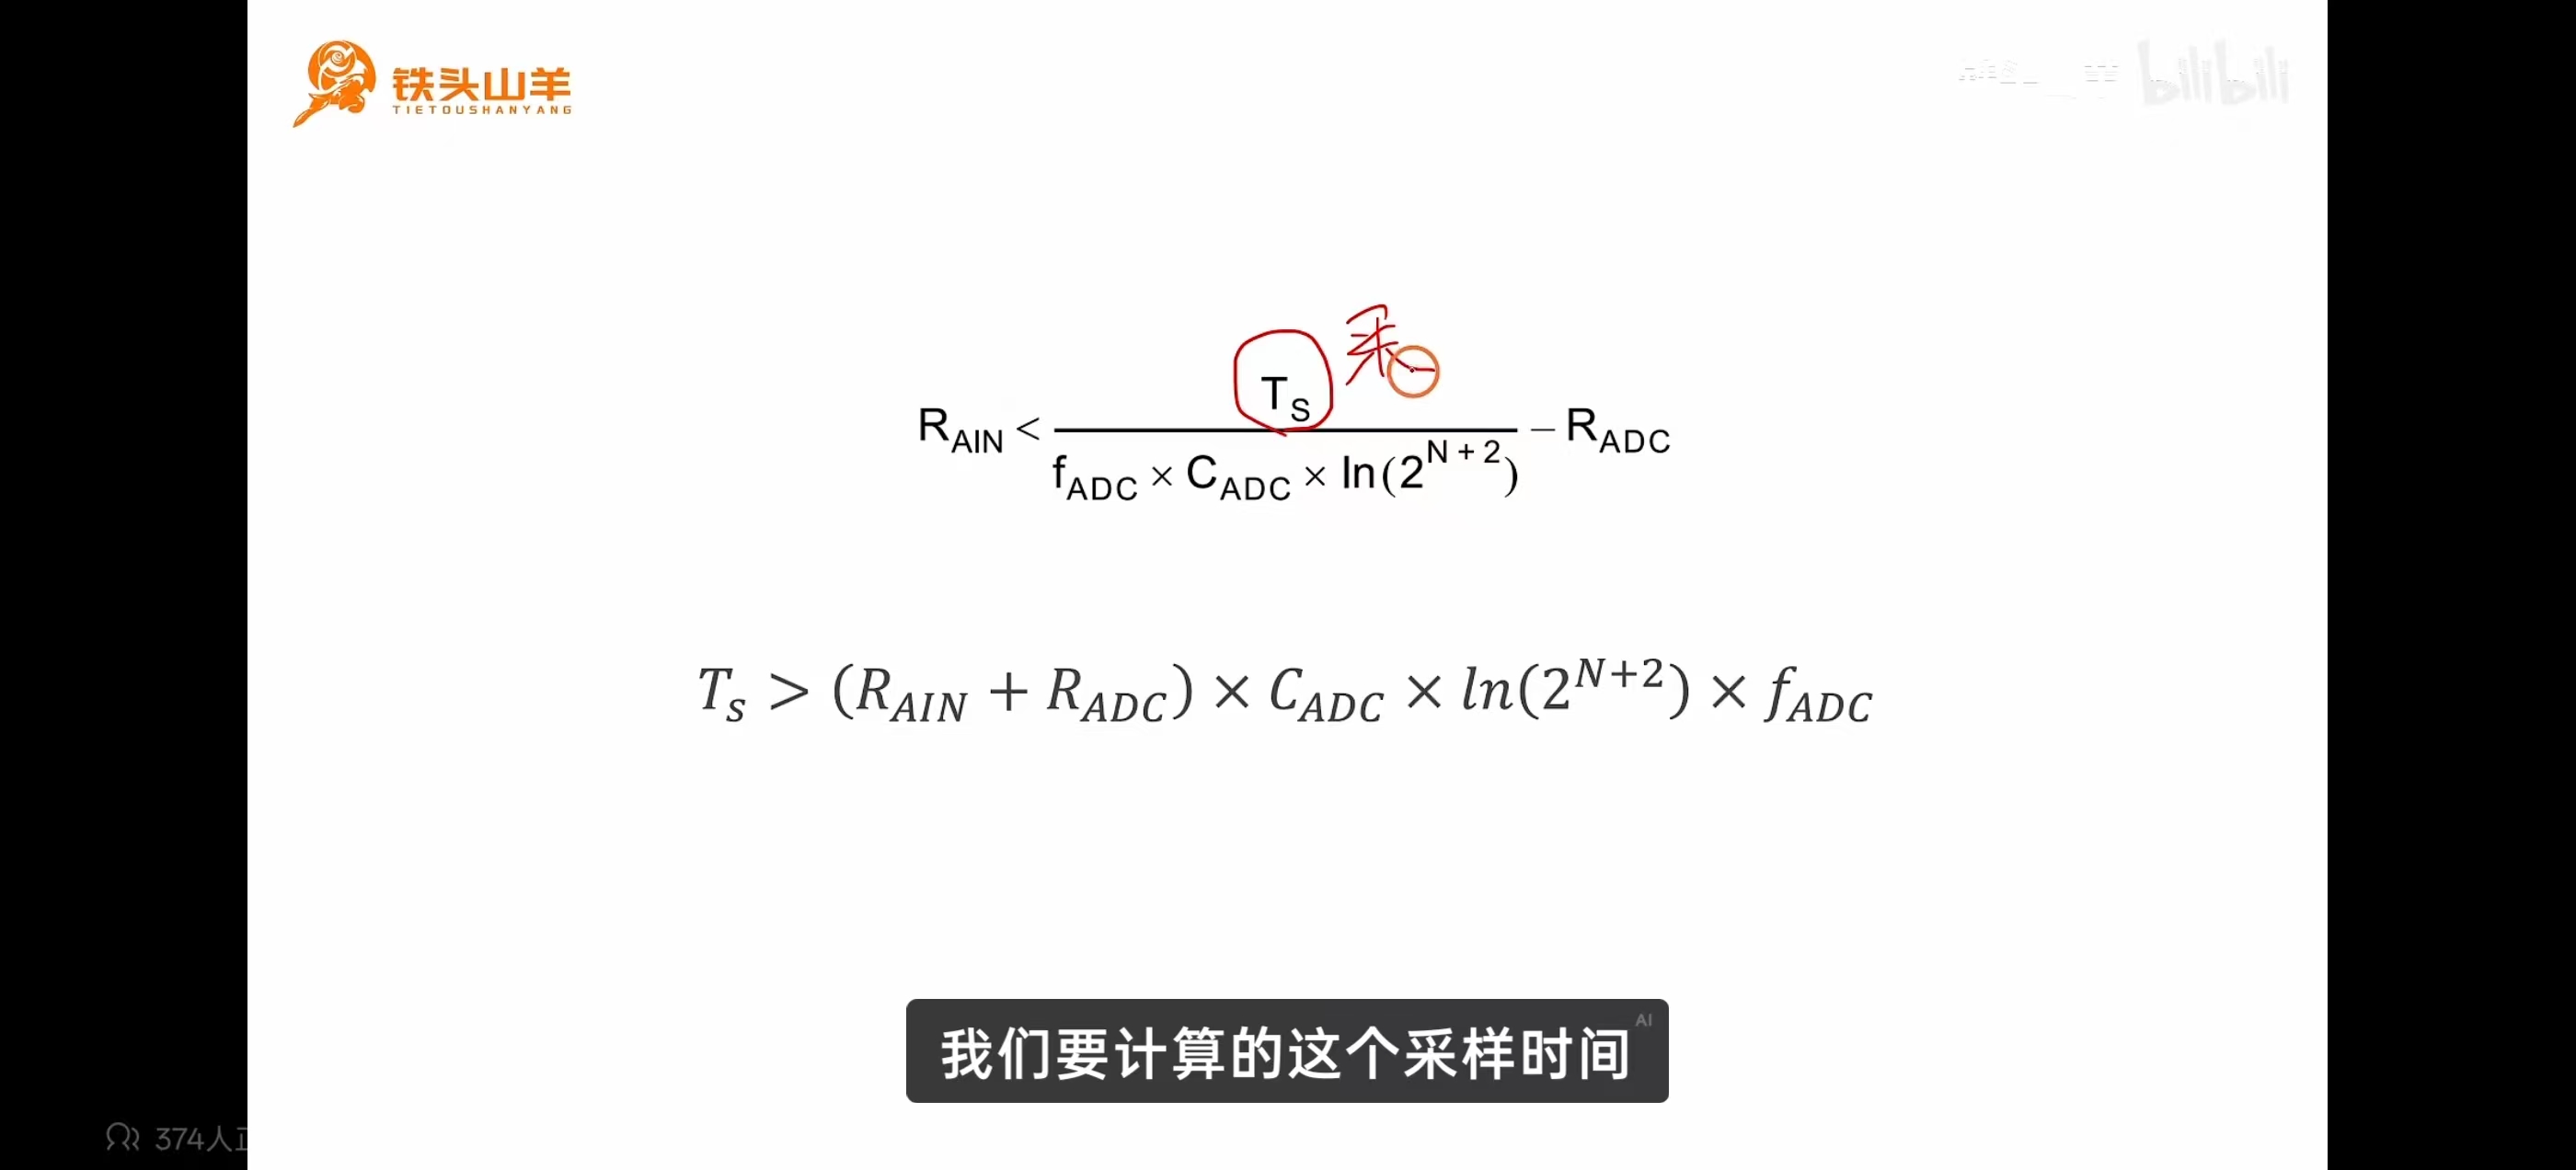 铁头山羊
TIETOUSHANYANG
bilibili
采
R_AIN < T_S / (f_ADC × C_ADC × ln(2^{N + 2})) − R_ADC
T_s > (R_AIN + R_ADC) × C_ADC × ln(2^{N+2}) × f_ADC
AI
我们要计算的这个采样时间
374人正